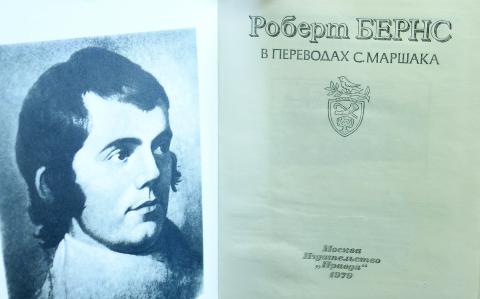 Роберт БЕРНС
В ПЕРЕВОДАХ С. МАРШАКА
Москва
Издательство
„Правда“
1979